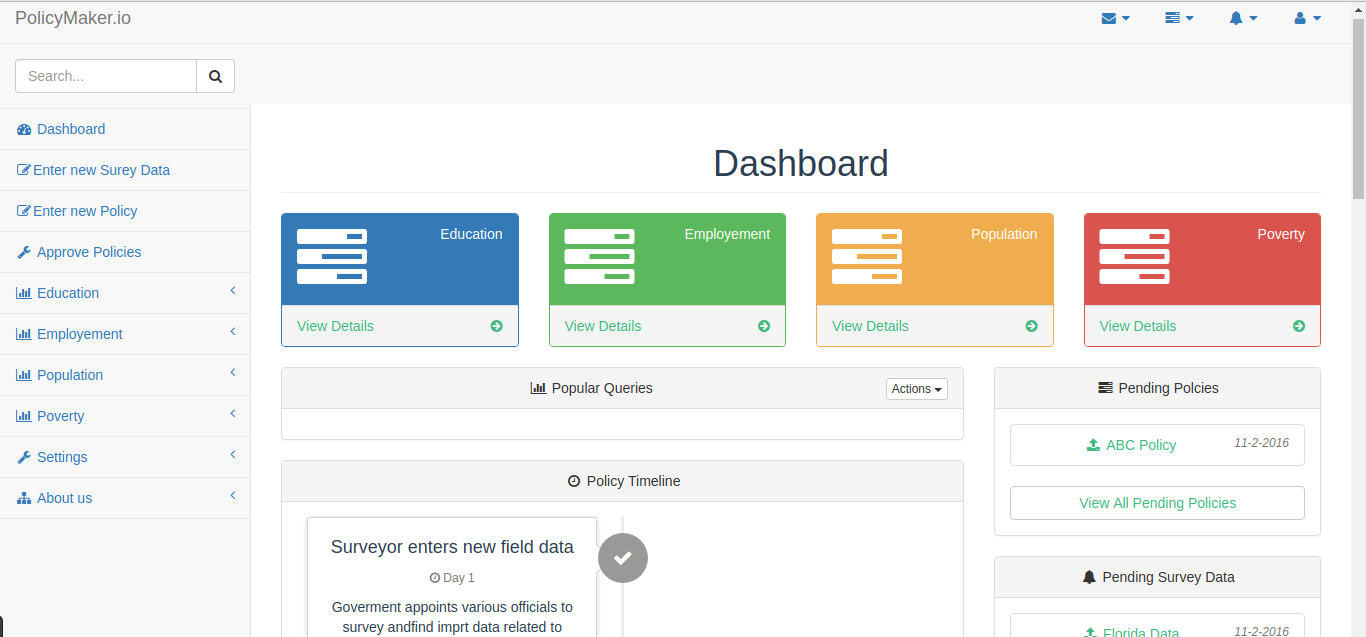 PolicyMaker.io
Search...
Dashboard
Enter new Surey Data
Enter new Policy
Approve Policies
Education
Employement
Population
Poverty
Settings
About us
Dashboard
Education
View Details
Employement
View Details
Population
View Details
Poverty
View Details
Popular Queries
Actions
Policy Timeline
Surveyor enters new field data
Day 1
Goverment appoints various officials to
survey andfind imprt data related to
Pending Polcies
ABC Policy
11-2-2016
View All Pending Policies
Pending Survey Data
Florida Data
11-2-2016